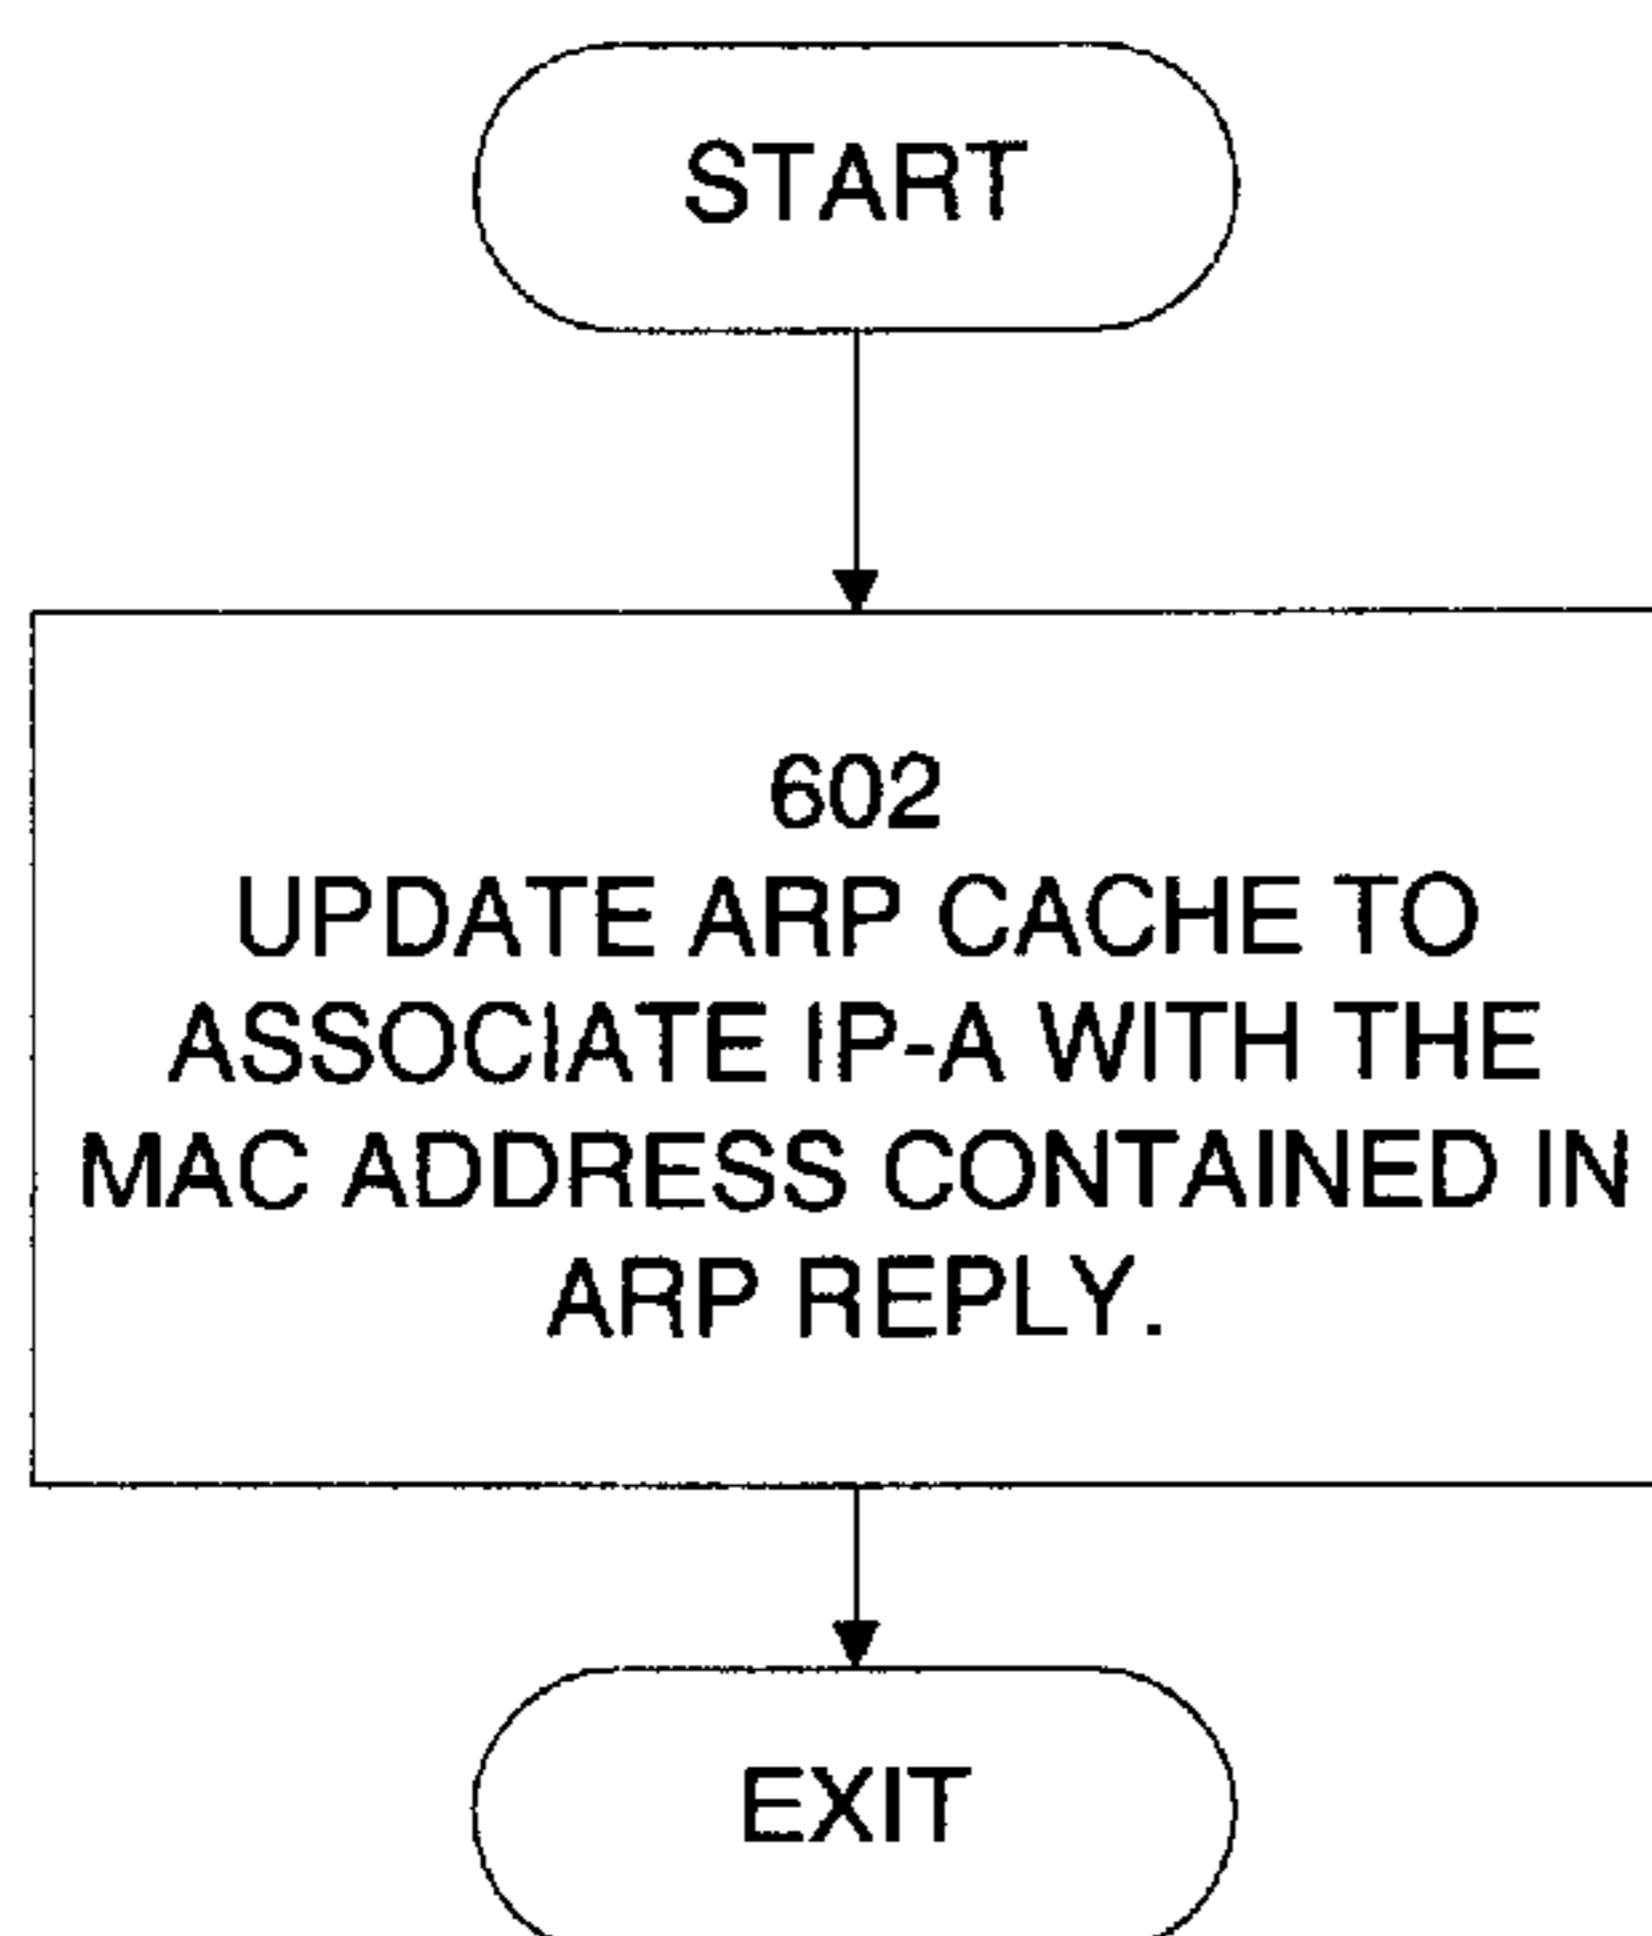 START
602
UPDATE ARP CACHE TO
ASSOCIATE IP-A WITH THE
MAC ADDRESS CONTAINED IN
ARP REPLY.
EXIT